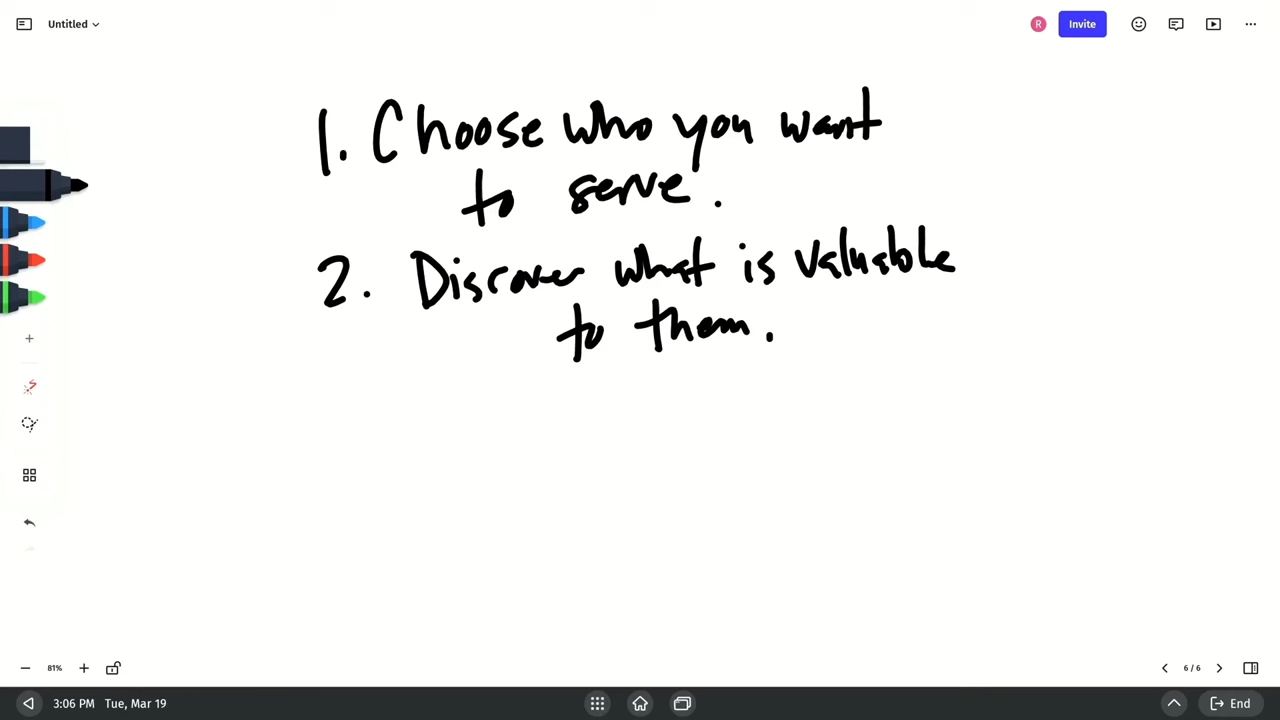 Untitled
R
Invite
1. Choose who you want
to serve.
2. Discover what is valuable
to them.
81%
6 / 6
3:06 PM Tue, Mar 19
End